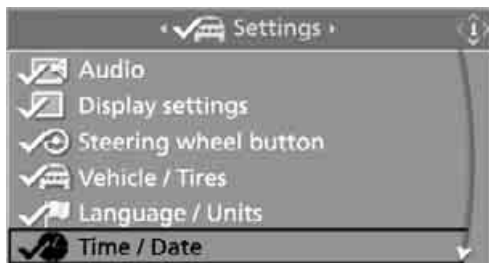 Settings
Audio
Display settings
Steering wheel button
Vehicle / Tires
Language / Units
Time / Date